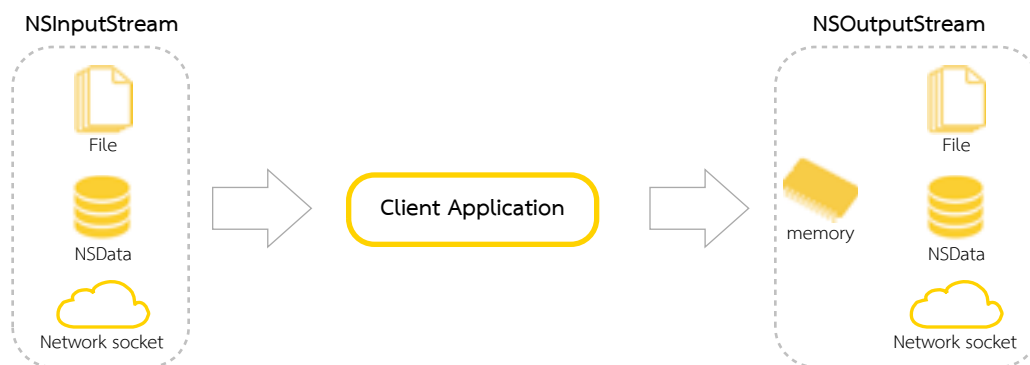 NSInputStream
File
NSData
Network socket
Client Application
NSOutputStream
memory
File
NSData
Network socket